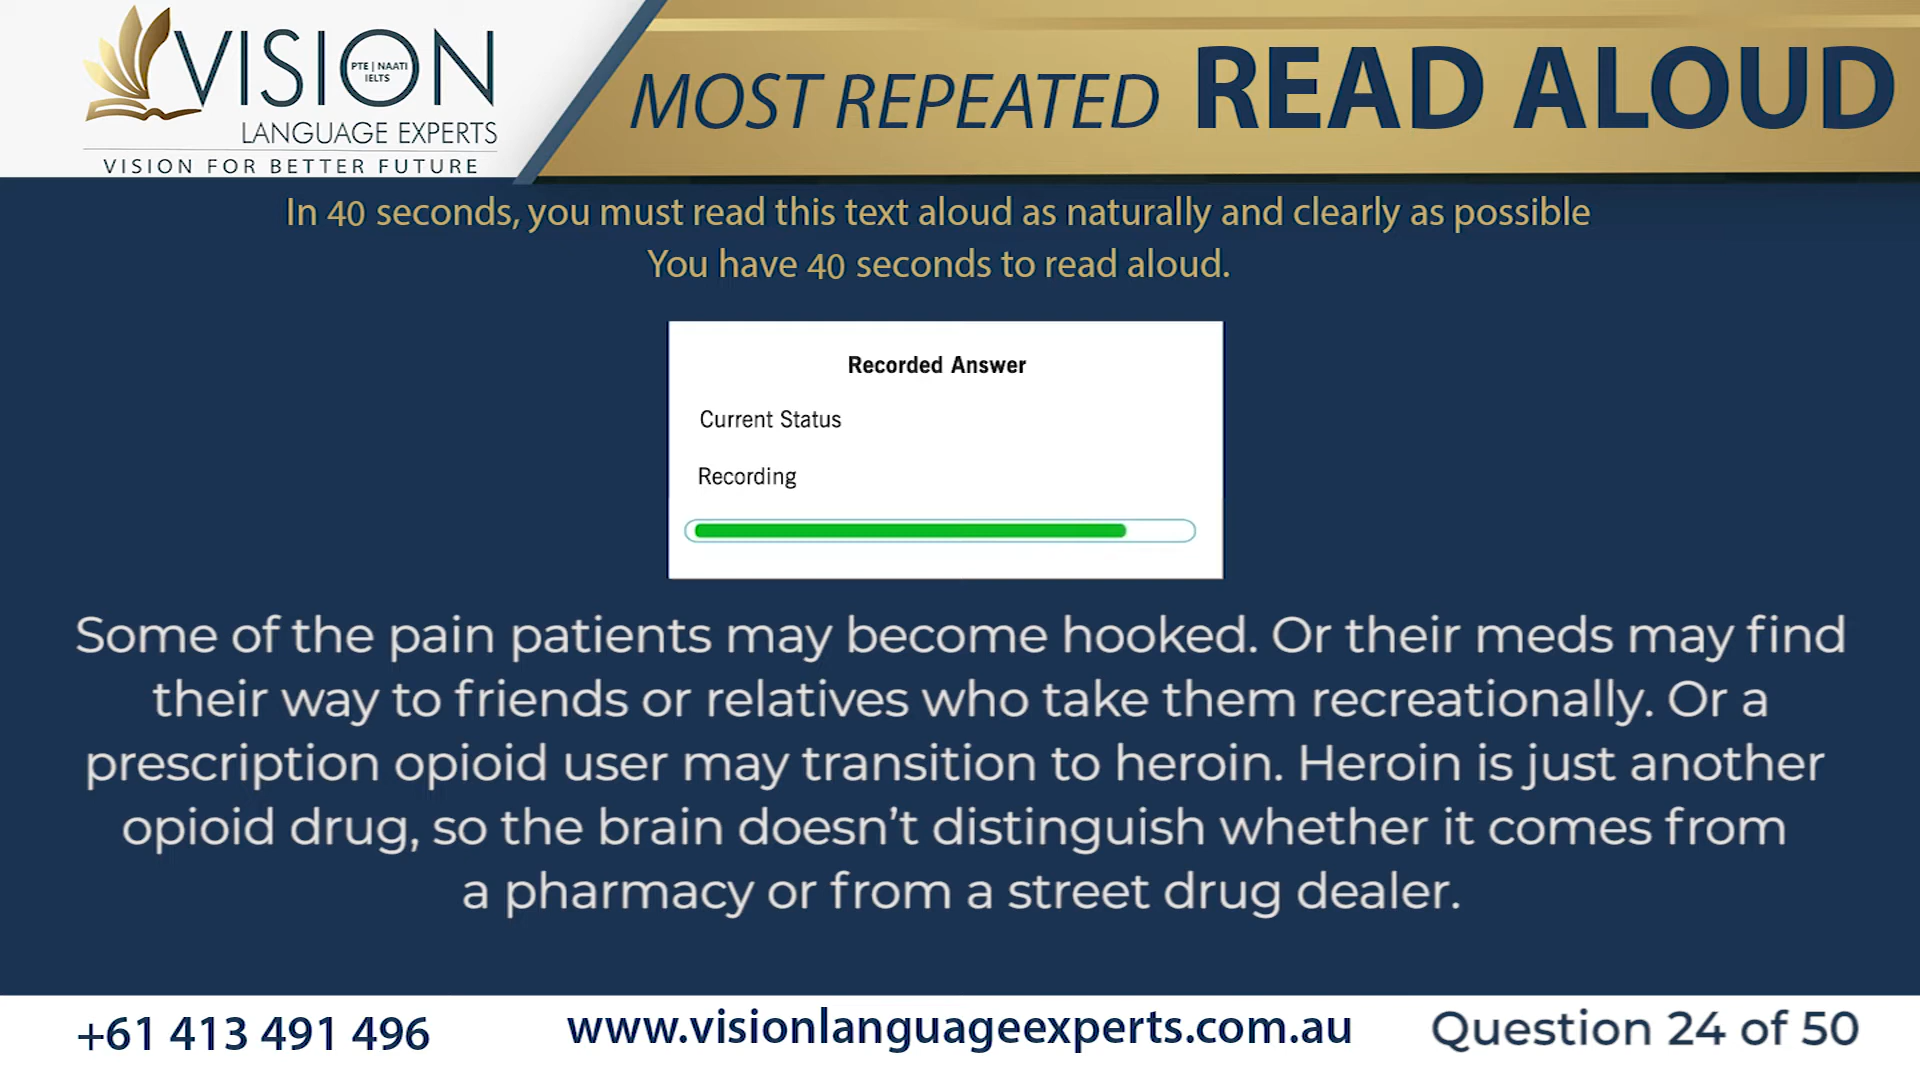 VISION
PTE | NAATI
IELTS
LANGUAGE EXPERTS
VISION FOR BETTER FUTURE
MOST REPEATED READ ALOUD
In 40 seconds, you must read this text aloud as naturally and clearly as possible
You have 40 seconds to read aloud.
Recorded Answer
Current Status
Recording
Some of the pain patients may become hooked. Or their meds may find
their way to friends or relatives who take them recreationally. Or a
prescription opioid user may transition to heroin. Heroin is just another
opioid drug, so the brain doesn’t distinguish whether it comes from
a pharmacy or from a street drug dealer.
+61 413 491 496
www.visionlanguageexperts.com.au
Question 24 of 50